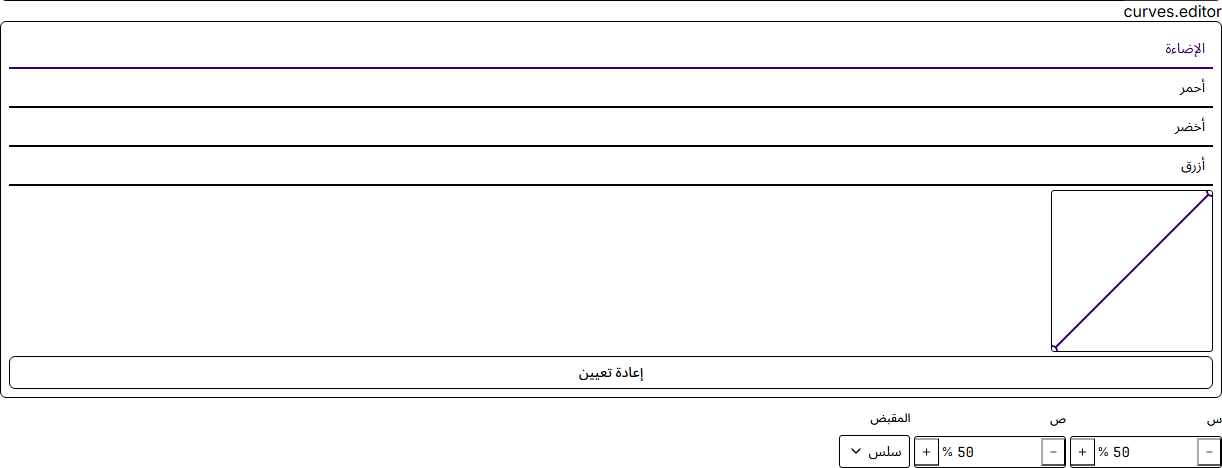 curves.editor
الإضاءة
أحمر
أخضر
أزرق
إعادة تعيين
س ص المقبض
− 50 % + − 50 % + سلس